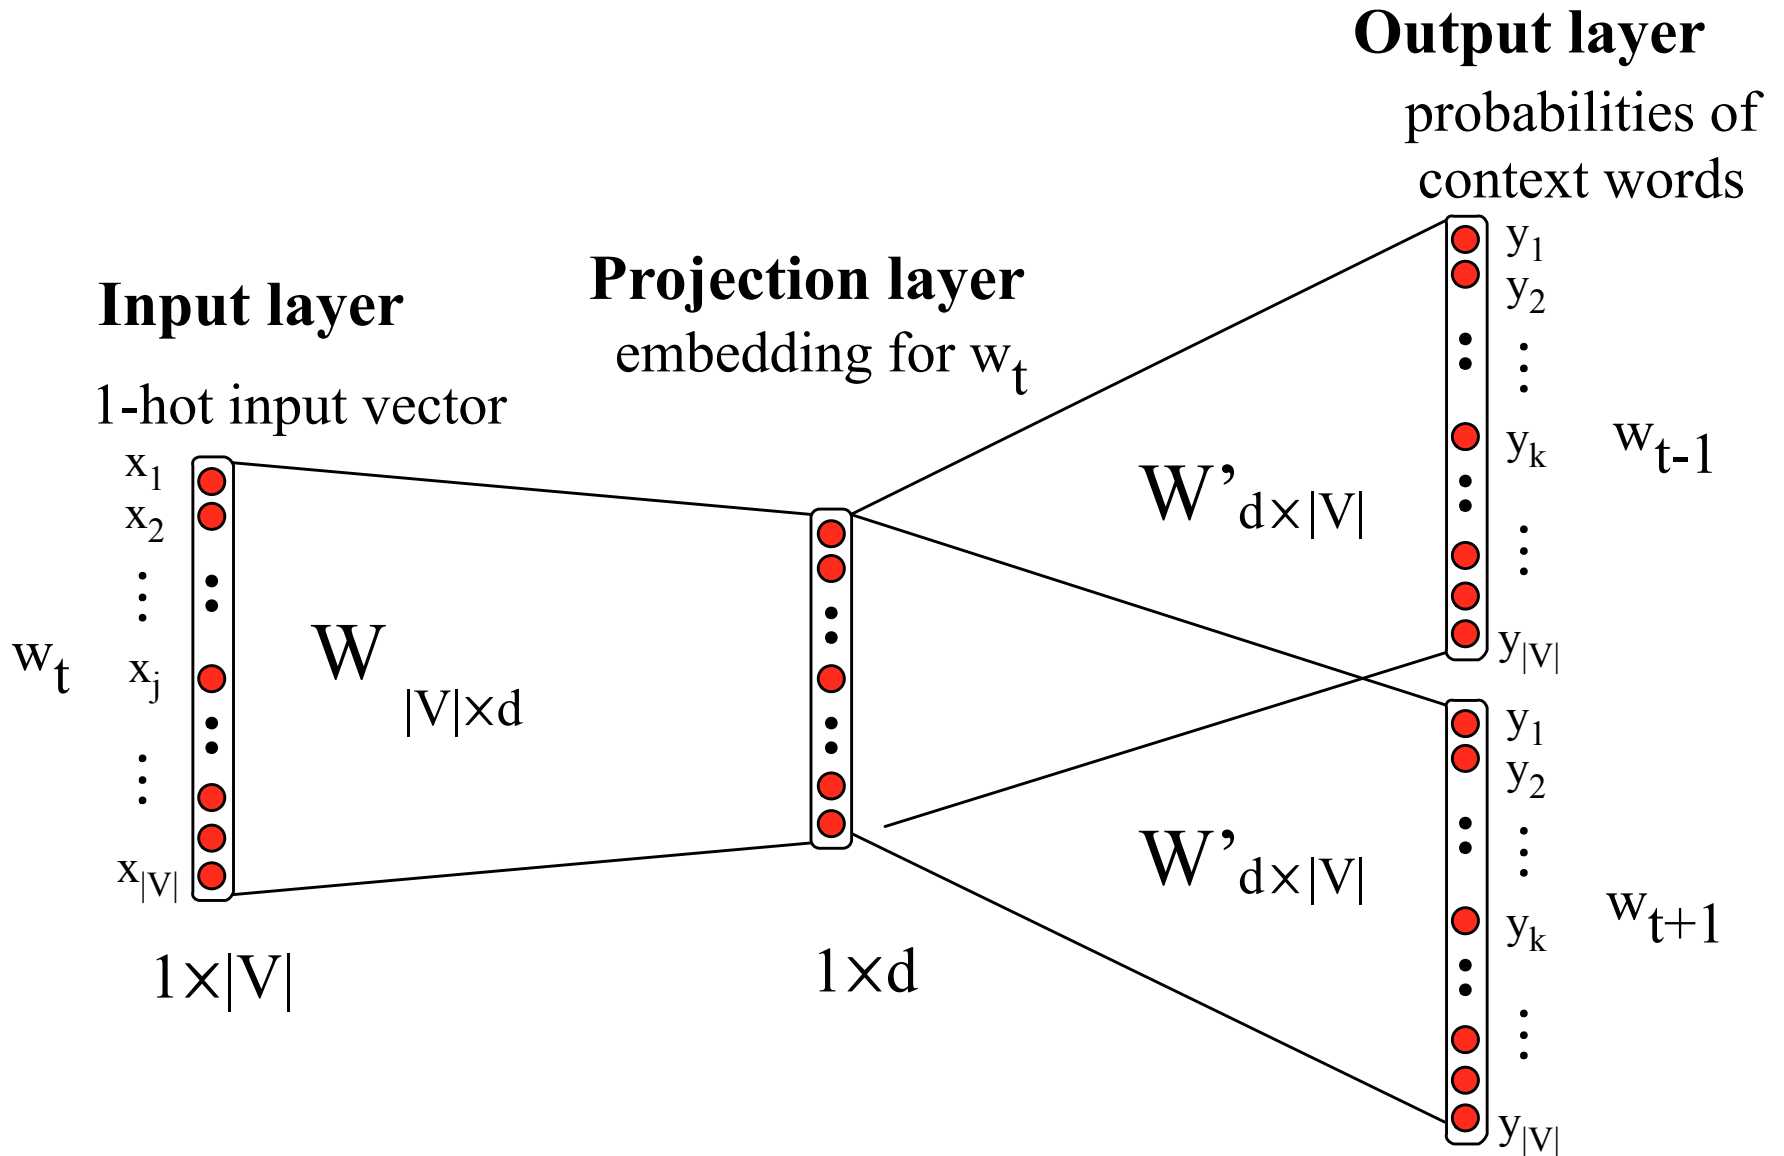 Output layer
probabilities of
context words
Input layer
1-hot input vector
Projection layer
embedding for wt
wt
x1
x2
⋮
xj
⋮
x|V|
W|V|×d
1×|V|
1×d
W’d×|V|
W’d×|V|
y1
y2
⋮
yk
⋮
y|V|
wt-1
y1
y2
⋮
yk
⋮
y|V|
wt+1